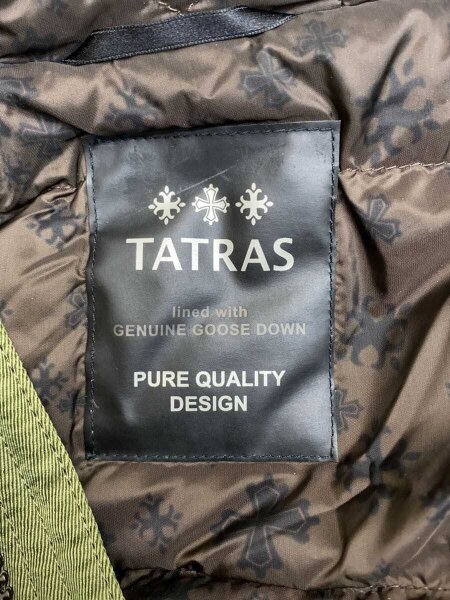 TATRAS
lined with
GENUINE GOOSE DOWN
PURE QUALITY
DESIGN